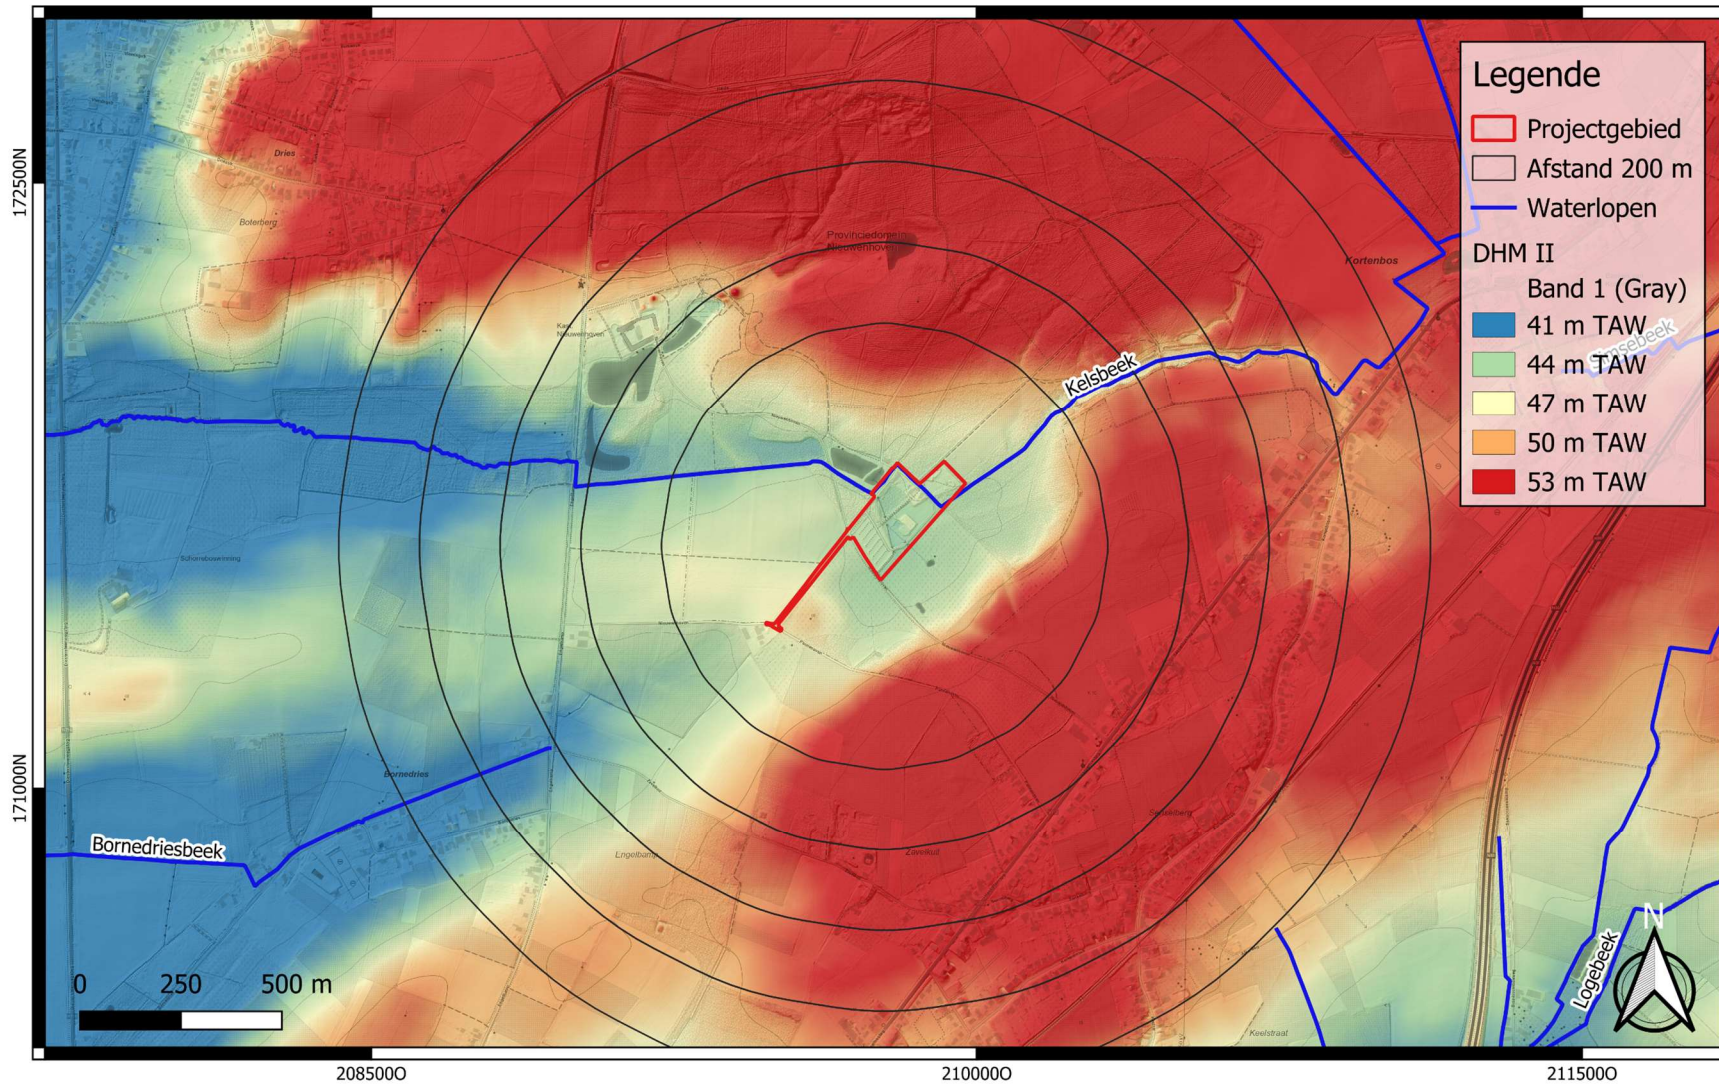 Legende
Projectgebied
Afstand 200 m
Waterlopen
DHM II
Band 1 (Gray)
41 m TAW
44 m TAW
47 m TAW
50 m TAW
53 m TAW
172500N
171000N
Dries
Boterberg
Provinciedomein
Kortenbos
Kelsbeek
Bornedries
Bornedriesbeek
Engelbamp
Zavelkuil
Logebeek
Keelstraat
N
0 250 500 m
208500O
210000O
211500O